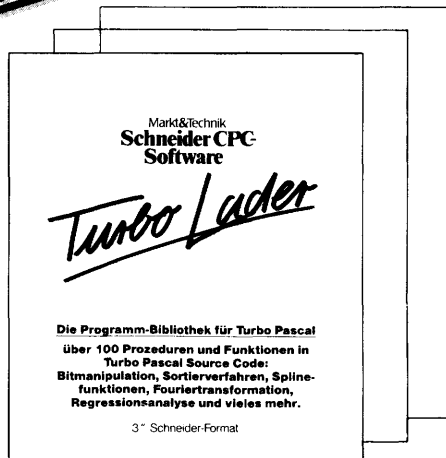 Markt&Technik
Schneider CPC-
Software
Turbo Lader
Die Programm-Bibliothek für Turbo Pascal
über 100 Prozeduren und Funktionen in
Turbo Pascal Source Code:
Bitmanipulation, Sortierverfahren, Spline-
funktionen, Fouriertransformation,
Regressionsanalyse und vieles mehr.
3" Schneider-Format